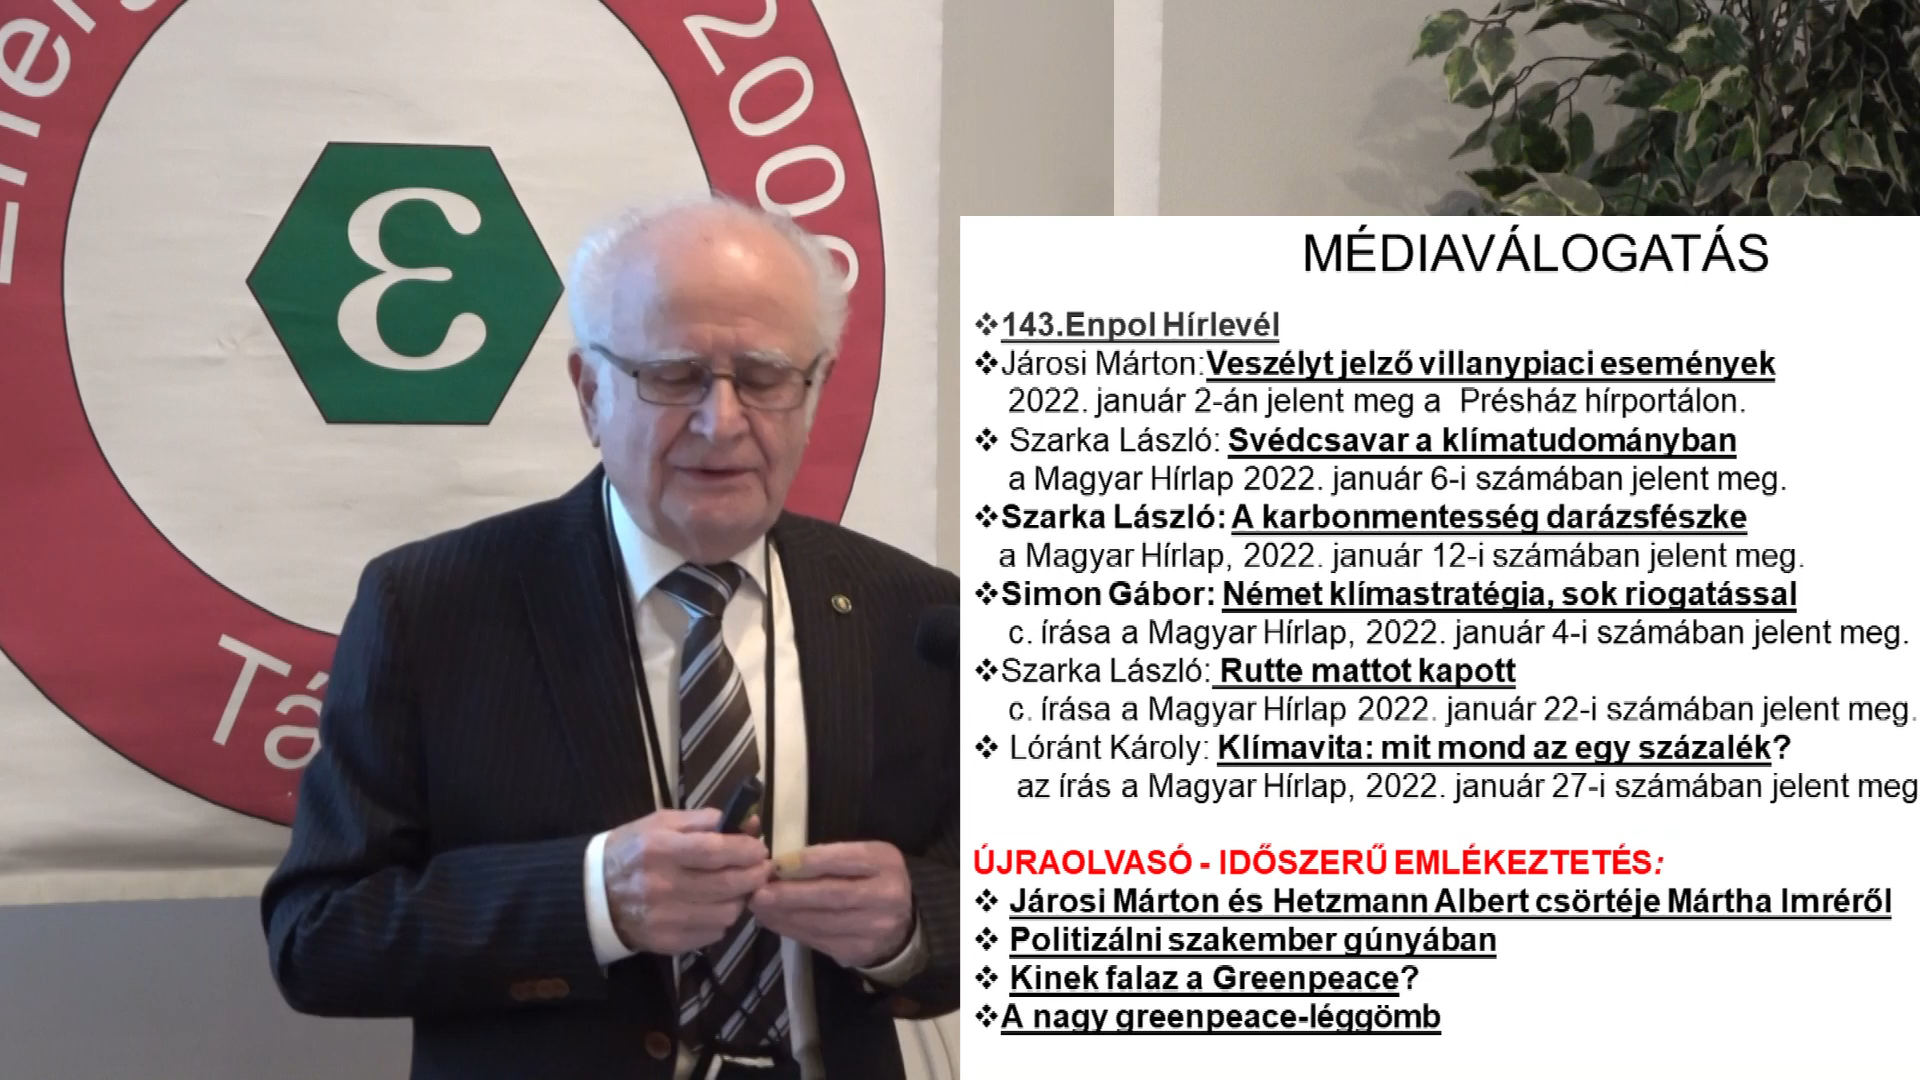 Ener
2009
ε
Tá
MÉDIAVÁLOGATÁS
❖143.Enpol Hírlevél
❖Járosi Márton:Veszélyt jelző villanypiaci események
2022. január 2-án jelent meg a Présház hírportálon.
❖ Szarka László: Svédcsavar a klímatudományban
a Magyar Hírlap 2022. január 6-i számában jelent meg.
❖Szarka László: A karbonmentesség darázsfészke
a Magyar Hírlap, 2022. január 12-i számában jelent meg.
❖Simon Gábor: Német klímastratégia, sok riogatással
c. írása a Magyar Hírlap, 2022. január 4-i számában jelent meg.
❖Szarka László: Rutte mattot kapott
c. írása a Magyar Hírlap 2022. január 22-i számában jelent meg.
❖ Lóránt Károly: Klímavita: mit mond az egy százalék?
az írás a Magyar Hírlap, 2022. január 27-i számában jelent meg
ÚJRAOLVASÓ - IDŐSZERŰ EMLÉKEZTETÉS:
❖ Járosi Márton és Hetzmann Albert csörtéje Mártha Imréről
❖ Politizálni szakember gúnyában
❖ Kinek falaz a Greenpeace?
❖A nagy greenpeace-léggömb